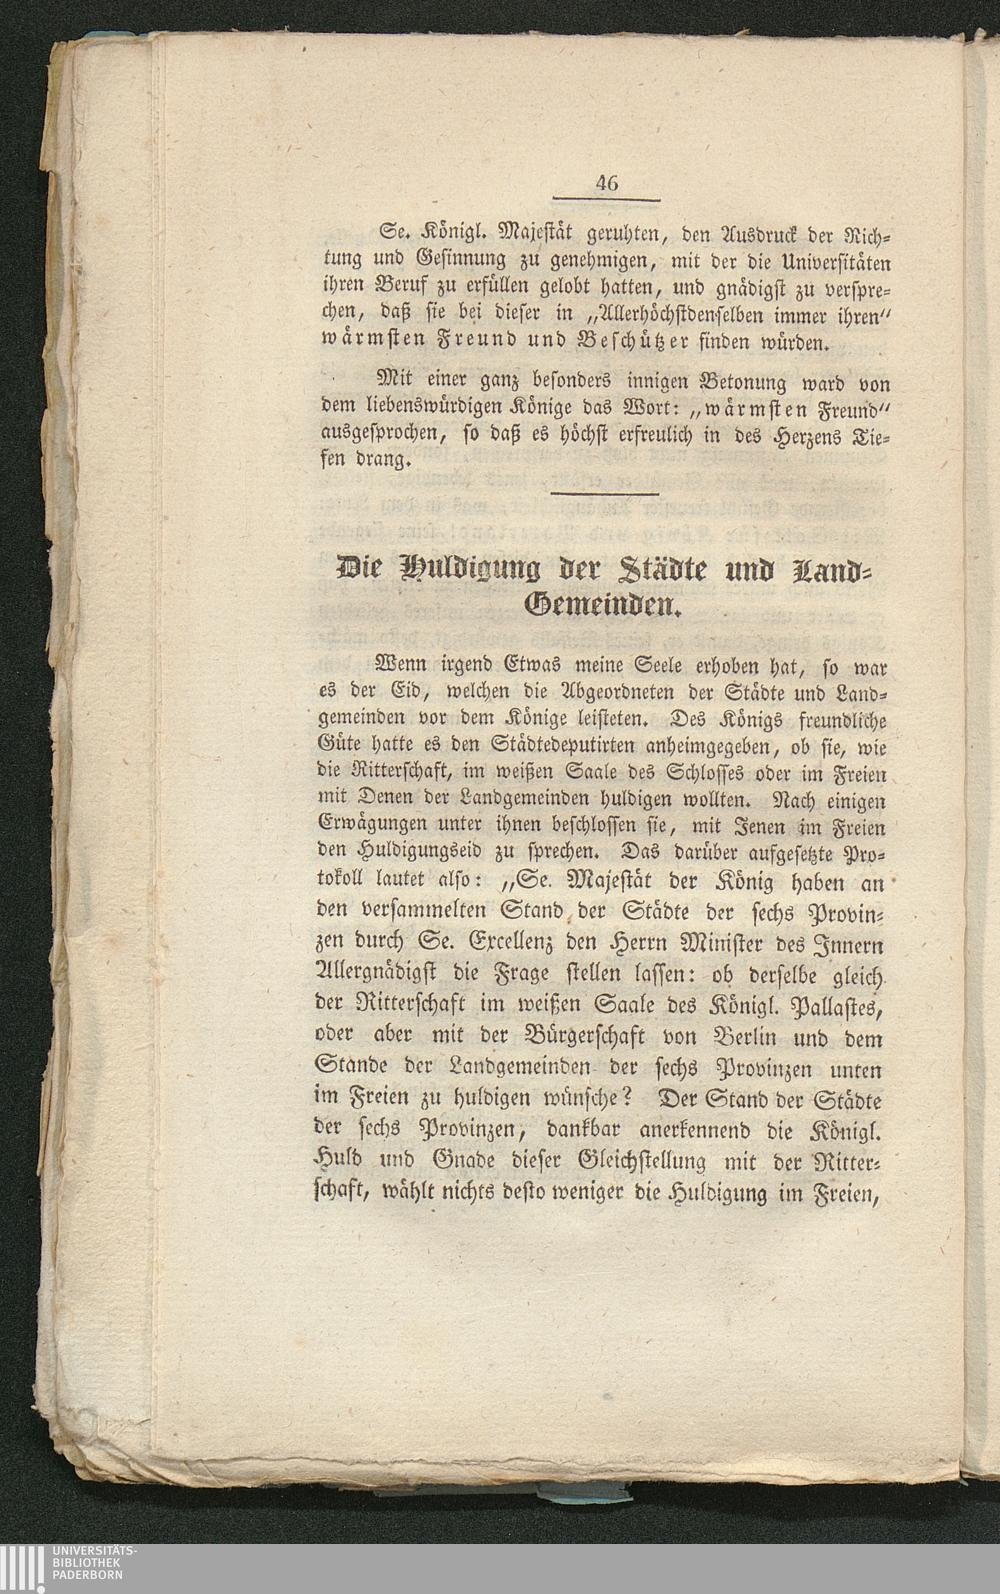 46
Se. Königl. Majestät geruhten, den Ausdruck der Rich-
tung und Gesinnung zu genehmigen, mit der die Universitäten
ihren Beruf zu erfüllen gelobt hatten, und gnädigst zu verspre-
chen, daß sie bei dieser in „Allerhöchstdenselben immer ihren“
wärmsten Freund und Beschützer finden würden.
Mit einer ganz besonders innigen Betonung ward von
dem liebenswürdigen Könige das Wort: „wärmsten Freund“
ausgesprochen, so daß es höchst erfreulich in des Herzens Tie-
fen drang.
Die Huldigung der Städte und Land-
Gemeinden.
Wenn irgend Etwas meine Seele erhoben hat, so war
es der Eid, welchen die Abgeordneten der Städte und Land-
gemeinden vor dem Könige leisteten. Des Königs freundliche
Güte hatte es den Städtedeputirten anheimgegeben, ob sie, wie
die Ritterschaft, im weißen Saale des Schlosses oder im Freien
mit Denen der Landgemeinden huldigen wollten. Nach einigen
Erwägungen unter ihnen beschlossen sie, mit Jenen im Freien
den Huldigungseid zu sprechen. Das darüber aufgesetzte Pro-
tokoll lautet also: „Se. Majestät der König haben an
den versammelten Stand der Städte der sechs Provin-
zen durch Se. Excellenz den Herrn Minister des Innern
Allergnädigst die Frage stellen lassen: ob derselbe gleich
der Ritterschaft im weißen Saale des Königl. Pallastes,
oder aber mit der Bürgerschaft von Berlin und dem
Stande der Landgemeinden der sechs Provinzen unten
im Freien zu huldigen wünsche? Der Stand der Städte
der sechs Provinzen, dankbar anerkennend die Königl.
Huld und Gnade dieser Gleichstellung mit der Ritter-
schaft, wählt nichts desto weniger die Huldigung im Freien,
UNIVERSITÄTS-
BIBLIOTHEK
PADERBORN